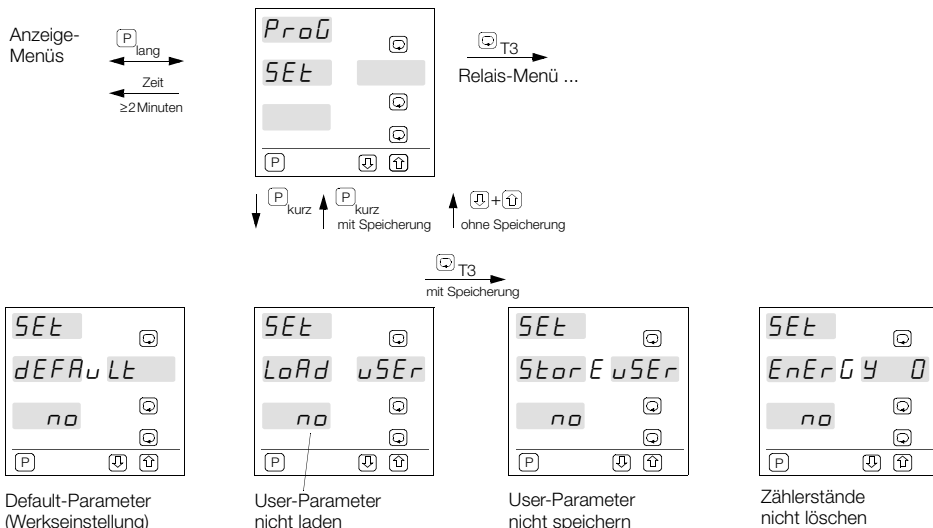 Anzeige-
Menüs
P lang
Zeit
≥2 Minuten
ProG
SEt
P
T3
Relais-Menü ...
P kurz
P kurz
mit Speicherung
+
ohne Speicherung
T3
mit Speicherung
SEt
dEFAuLt
no
P
Default-Parameter
(Werkseinstellung)
SEt
LoAd uSEr
no
P
User-Parameter
nicht laden
SEt
StorE uSEr
no
P
User-Parameter
nicht speichern
SEt
EnErGY 0
no
P
Zählerstände
nicht löschen